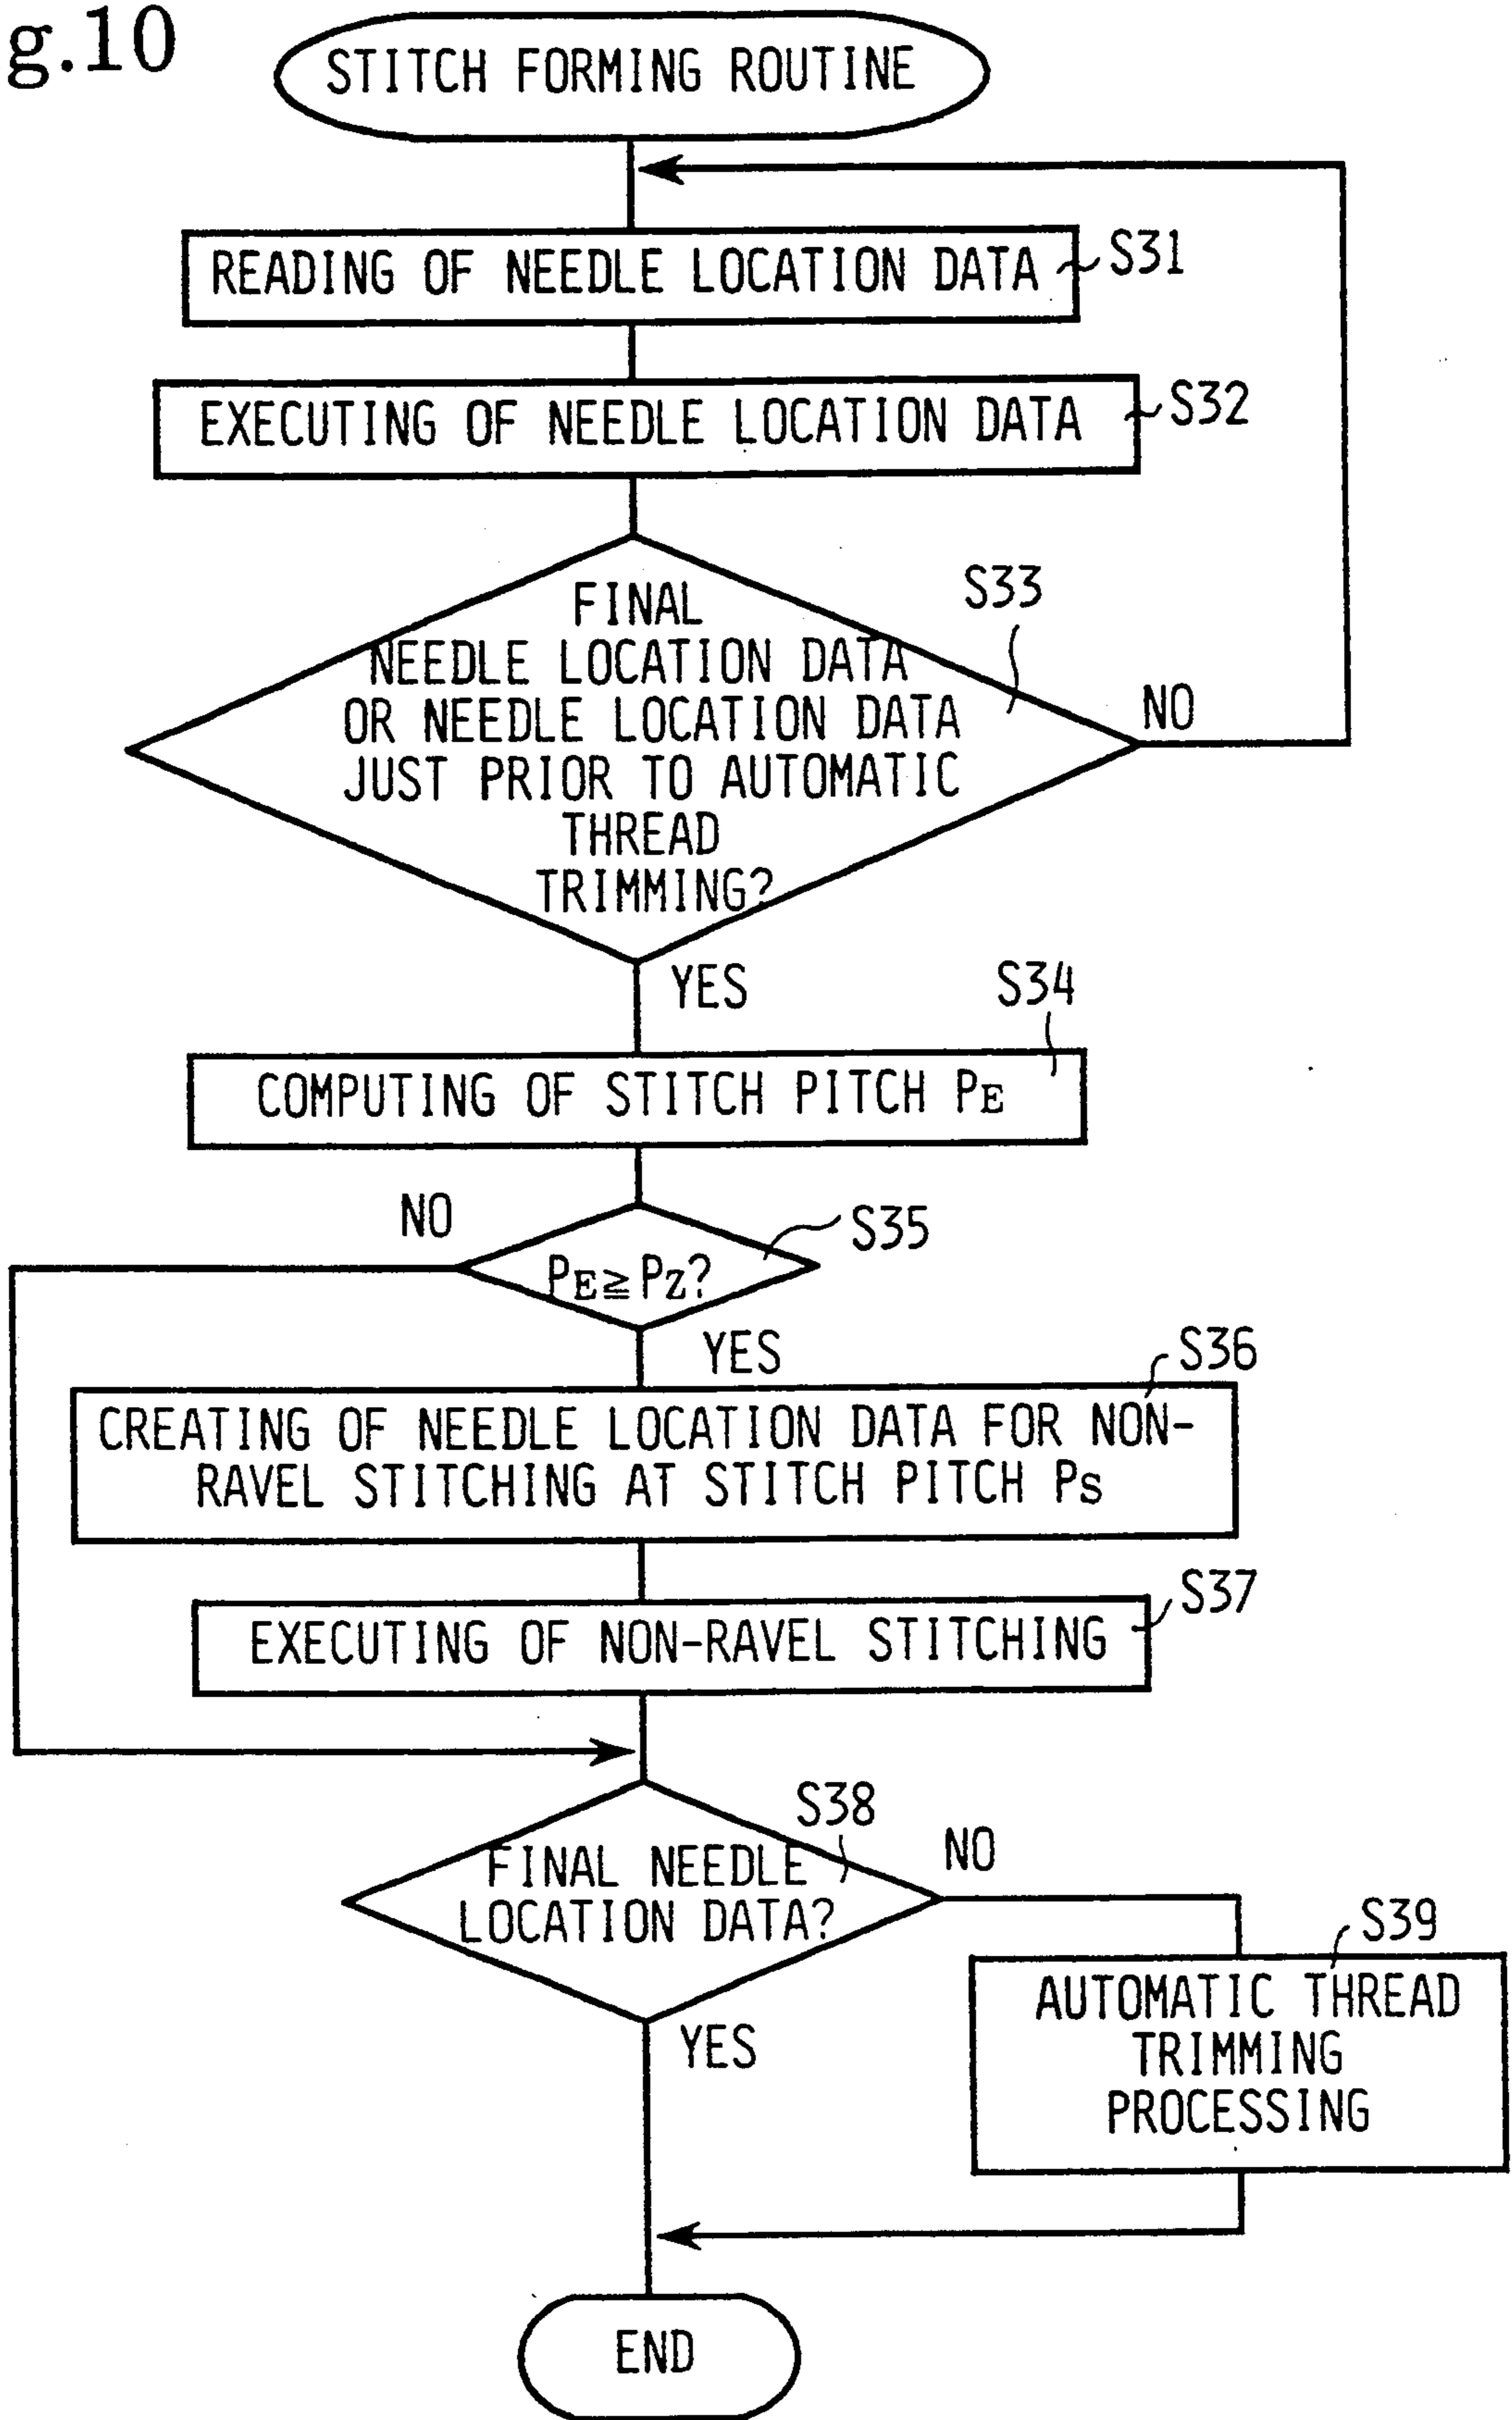 g.10
STITCH FORMING ROUTINE
READING OF NEEDLE LOCATION DATA
S31
EXECUTING OF NEEDLE LOCATION DATA
S32
S33
FINAL
NEEDLE LOCATION DATA
OR NEEDLE LOCATION DATA
JUST PRIOR TO AUTOMATIC
THREAD
TRIMMING?
NO
YES
S34
COMPUTING OF STITCH PITCH PE
NO
S35
PE≧PZ?
YES
S36
CREATING OF NEEDLE LOCATION DATA FOR NON-
RAVEL STITCHING AT STITCH PITCH PS
S37
EXECUTING OF NON-RAVEL STITCHING
S38
FINAL NEEDLE
LOCATION DATA?
NO
S39
AUTOMATIC THREAD
TRIMMING
PROCESSING
YES
END